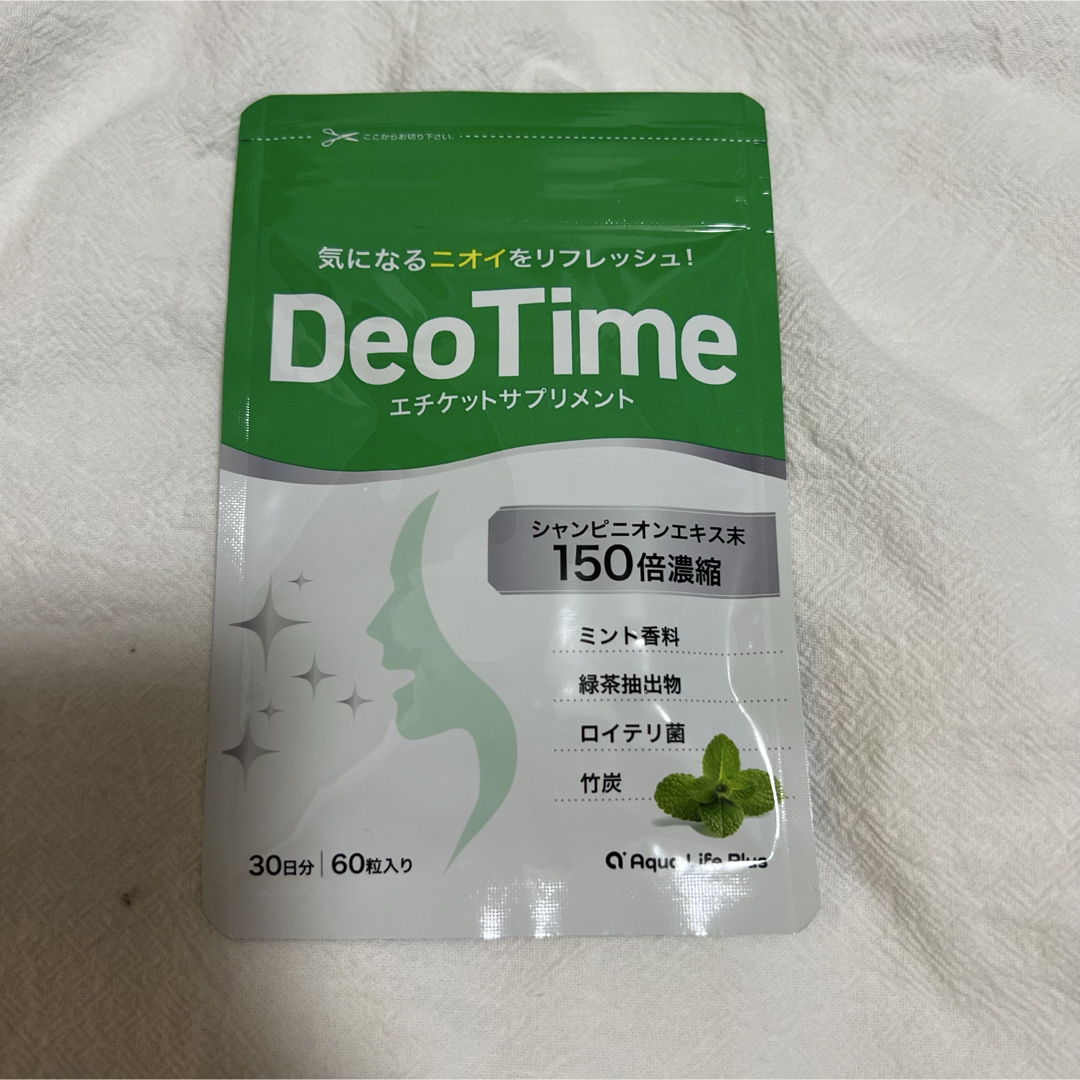 ここからお切り下さい。
気になるニオイをリフレッシュ!
DeoTime
エチケットサプリメント
シャンピニオンエキス末
150倍濃縮
ミント香料
緑茶抽出物
ロイテリ菌
竹炭
30日分 | 60粒入り
Aqua Life Plus